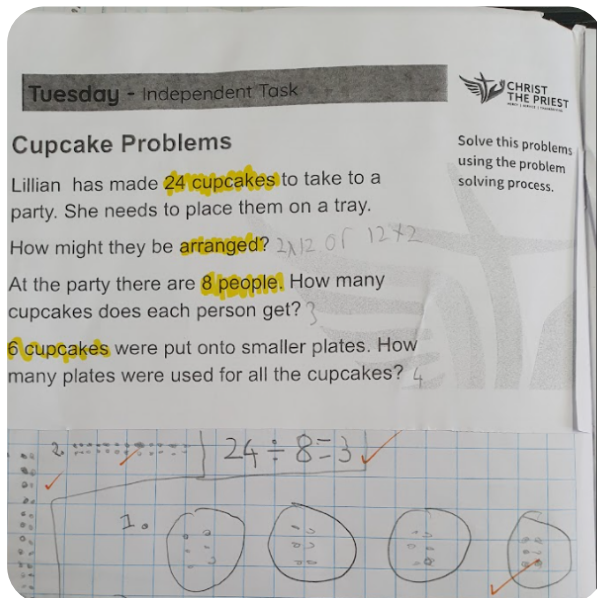 Tuesday - Independent Task
CHRIST
THE PRIEST
Cupcake Problems
Solve this problems
using the problem
solving process.
Lillian has made 24 cupcakes to take to a
party. She needs to place them on a tray.
How might they be arranged? 2x12 or 12x2
At the party there are 8 people. How many
cupcakes does each person get? 3
6 cupcakes were put onto smaller plates. How
many plates were used for all the cupcakes? 4
2. 24 ÷ 8 = 3
1.